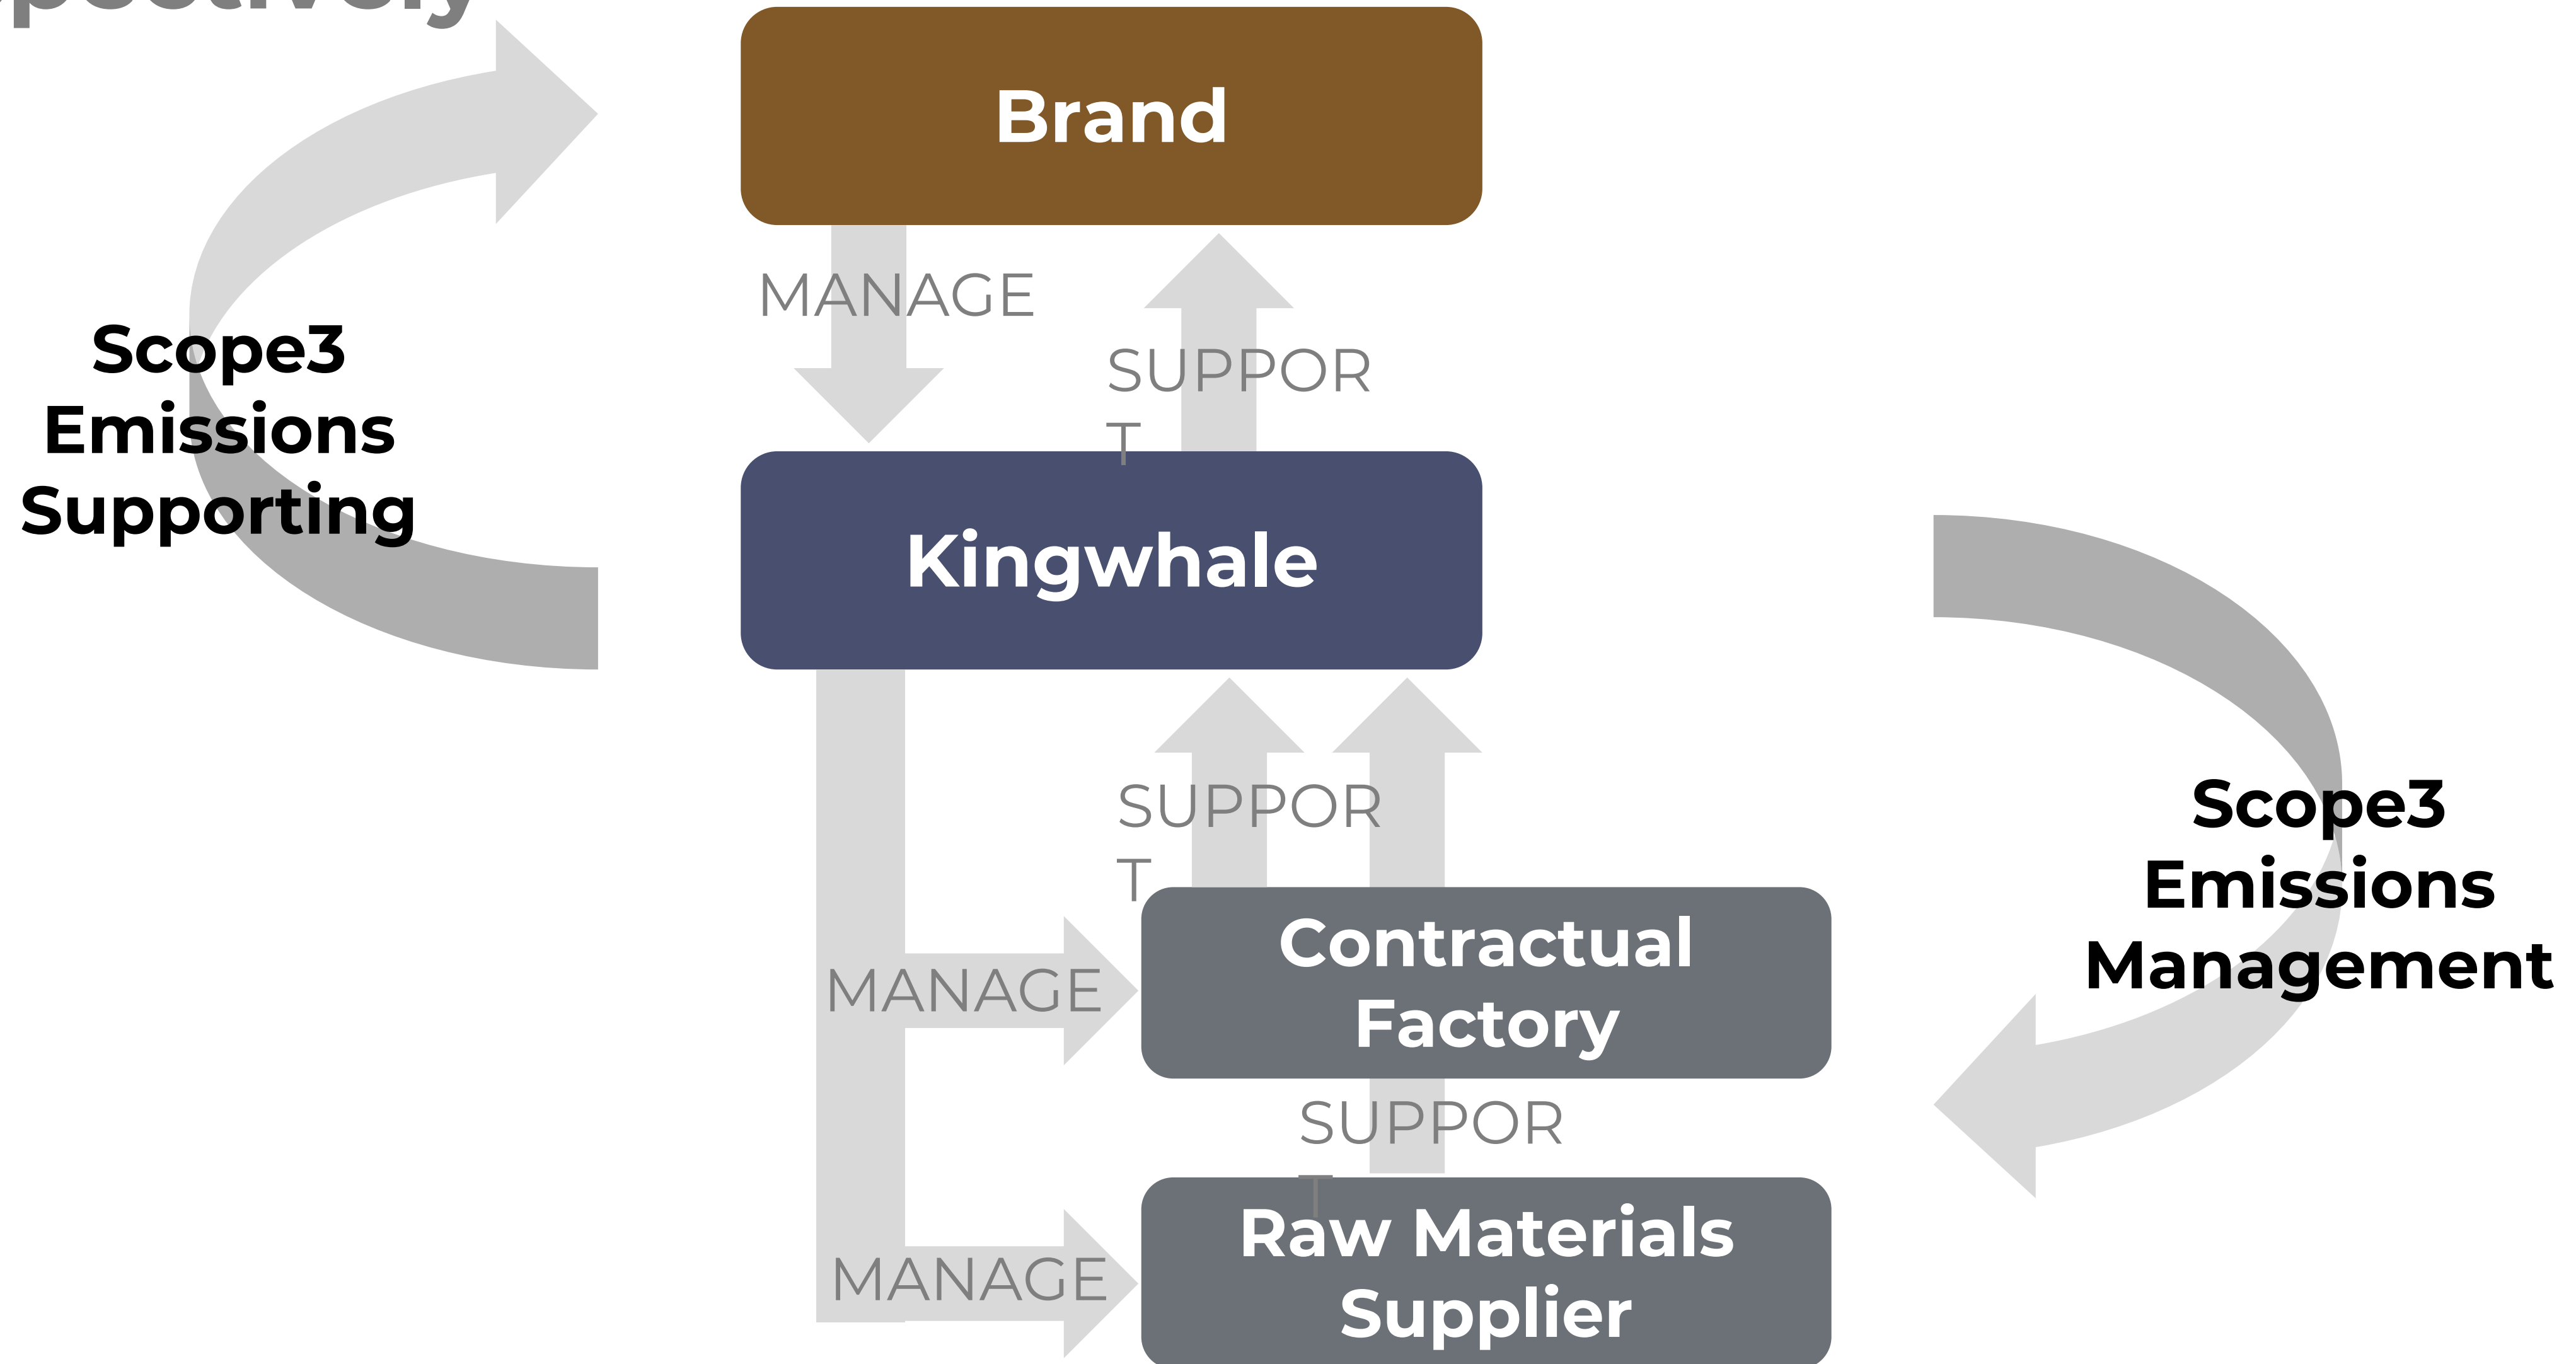 Brand
MANAGE
SUPPOR
T
Scope3
Emissions
Supporting
Kingwhale
SUPPOR
T
Scope3
Emissions
Management
MANAGE
Contractual
Factory
SUPPOR
T
MANAGE
Raw Materials
Supplier